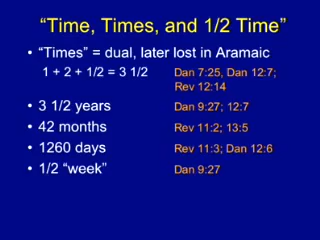 “Time, Times, and 1/2 Time”
• “Times” = dual, later lost in Aramaic
1 + 2 + 1/2 = 3 1/2 Dan 7:25, Dan 12:7;
Rev 12:14
• 3 1/2 years Dan 9:27; 12:7
• 42 months Rev 11:2; 13:5
• 1260 days Rev 11:3; Dan 12:6
• 1/2 “week” Dan 9:27